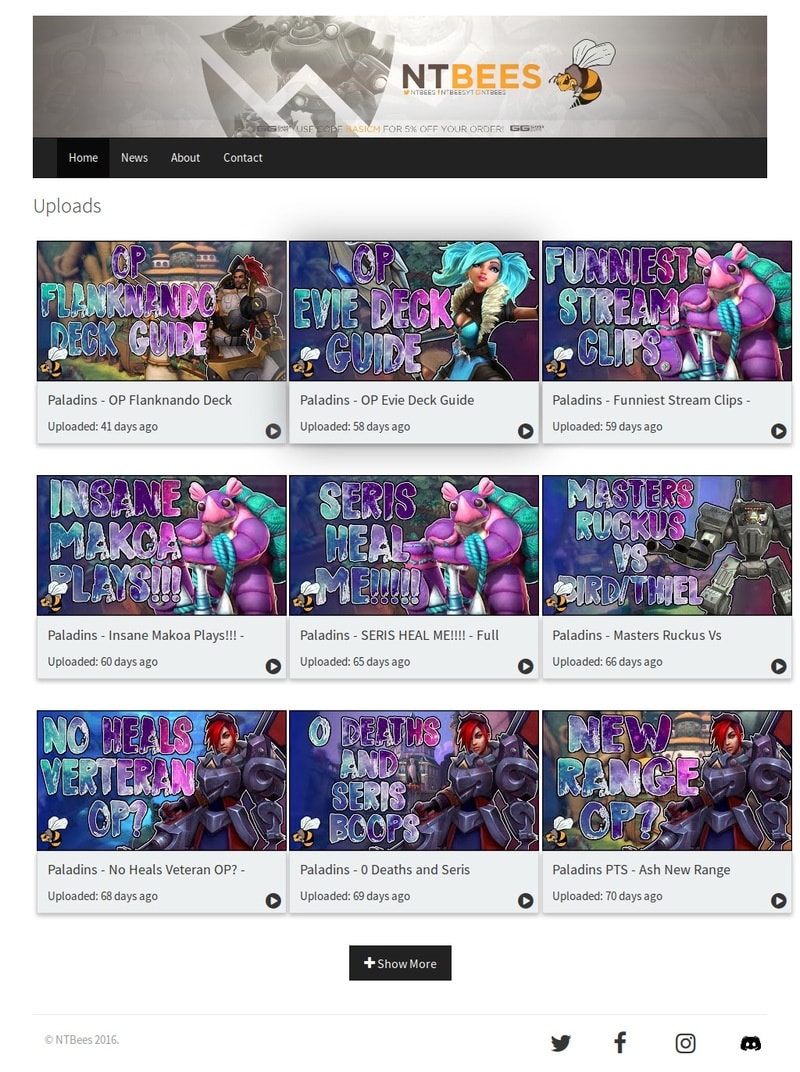 NTBEES
NTBEES NTBEESYT NTBEES
USE CODE BASICM FOR 5% OFF YOUR ORDER!
Home News About Contact
Uploads
OP
FLANKNANDO
DECK GUIDE
Paladins - OP Flanknando Deck
Uploaded: 41 days ago
OP
EVIE DECK
GUIDE
Paladins - OP Evie Deck Guide
Uploaded: 58 days ago
FUNNIEST
STREAM
CLIPS
Paladins - Funniest Stream Clips -
Uploaded: 59 days ago
INSANE
MAKOA
PLAYS!!!
Paladins - Insane Makoa Plays!!! -
Uploaded: 60 days ago
SERIS
HEAL
ME!!!!!
Paladins - SERIS HEAL ME!!!! - Full
Uploaded: 65 days ago
MASTERS
RUCKUS
VS
BIRD/THIEL
Paladins - Masters Ruckus Vs
Uploaded: 66 days ago
NO HEALS
VERTERAN
OP?
Paladins - No Heals Veteran OP? -
Uploaded: 68 days ago
0 DEATHS
AND
SERIS
BOOPS
Paladins - 0 Deaths and Seris
Uploaded: 69 days ago
NEW
RANGE
OP?
Paladins PTS - Ash New Range
Uploaded: 70 days ago
Show More
© NTBees 2016.